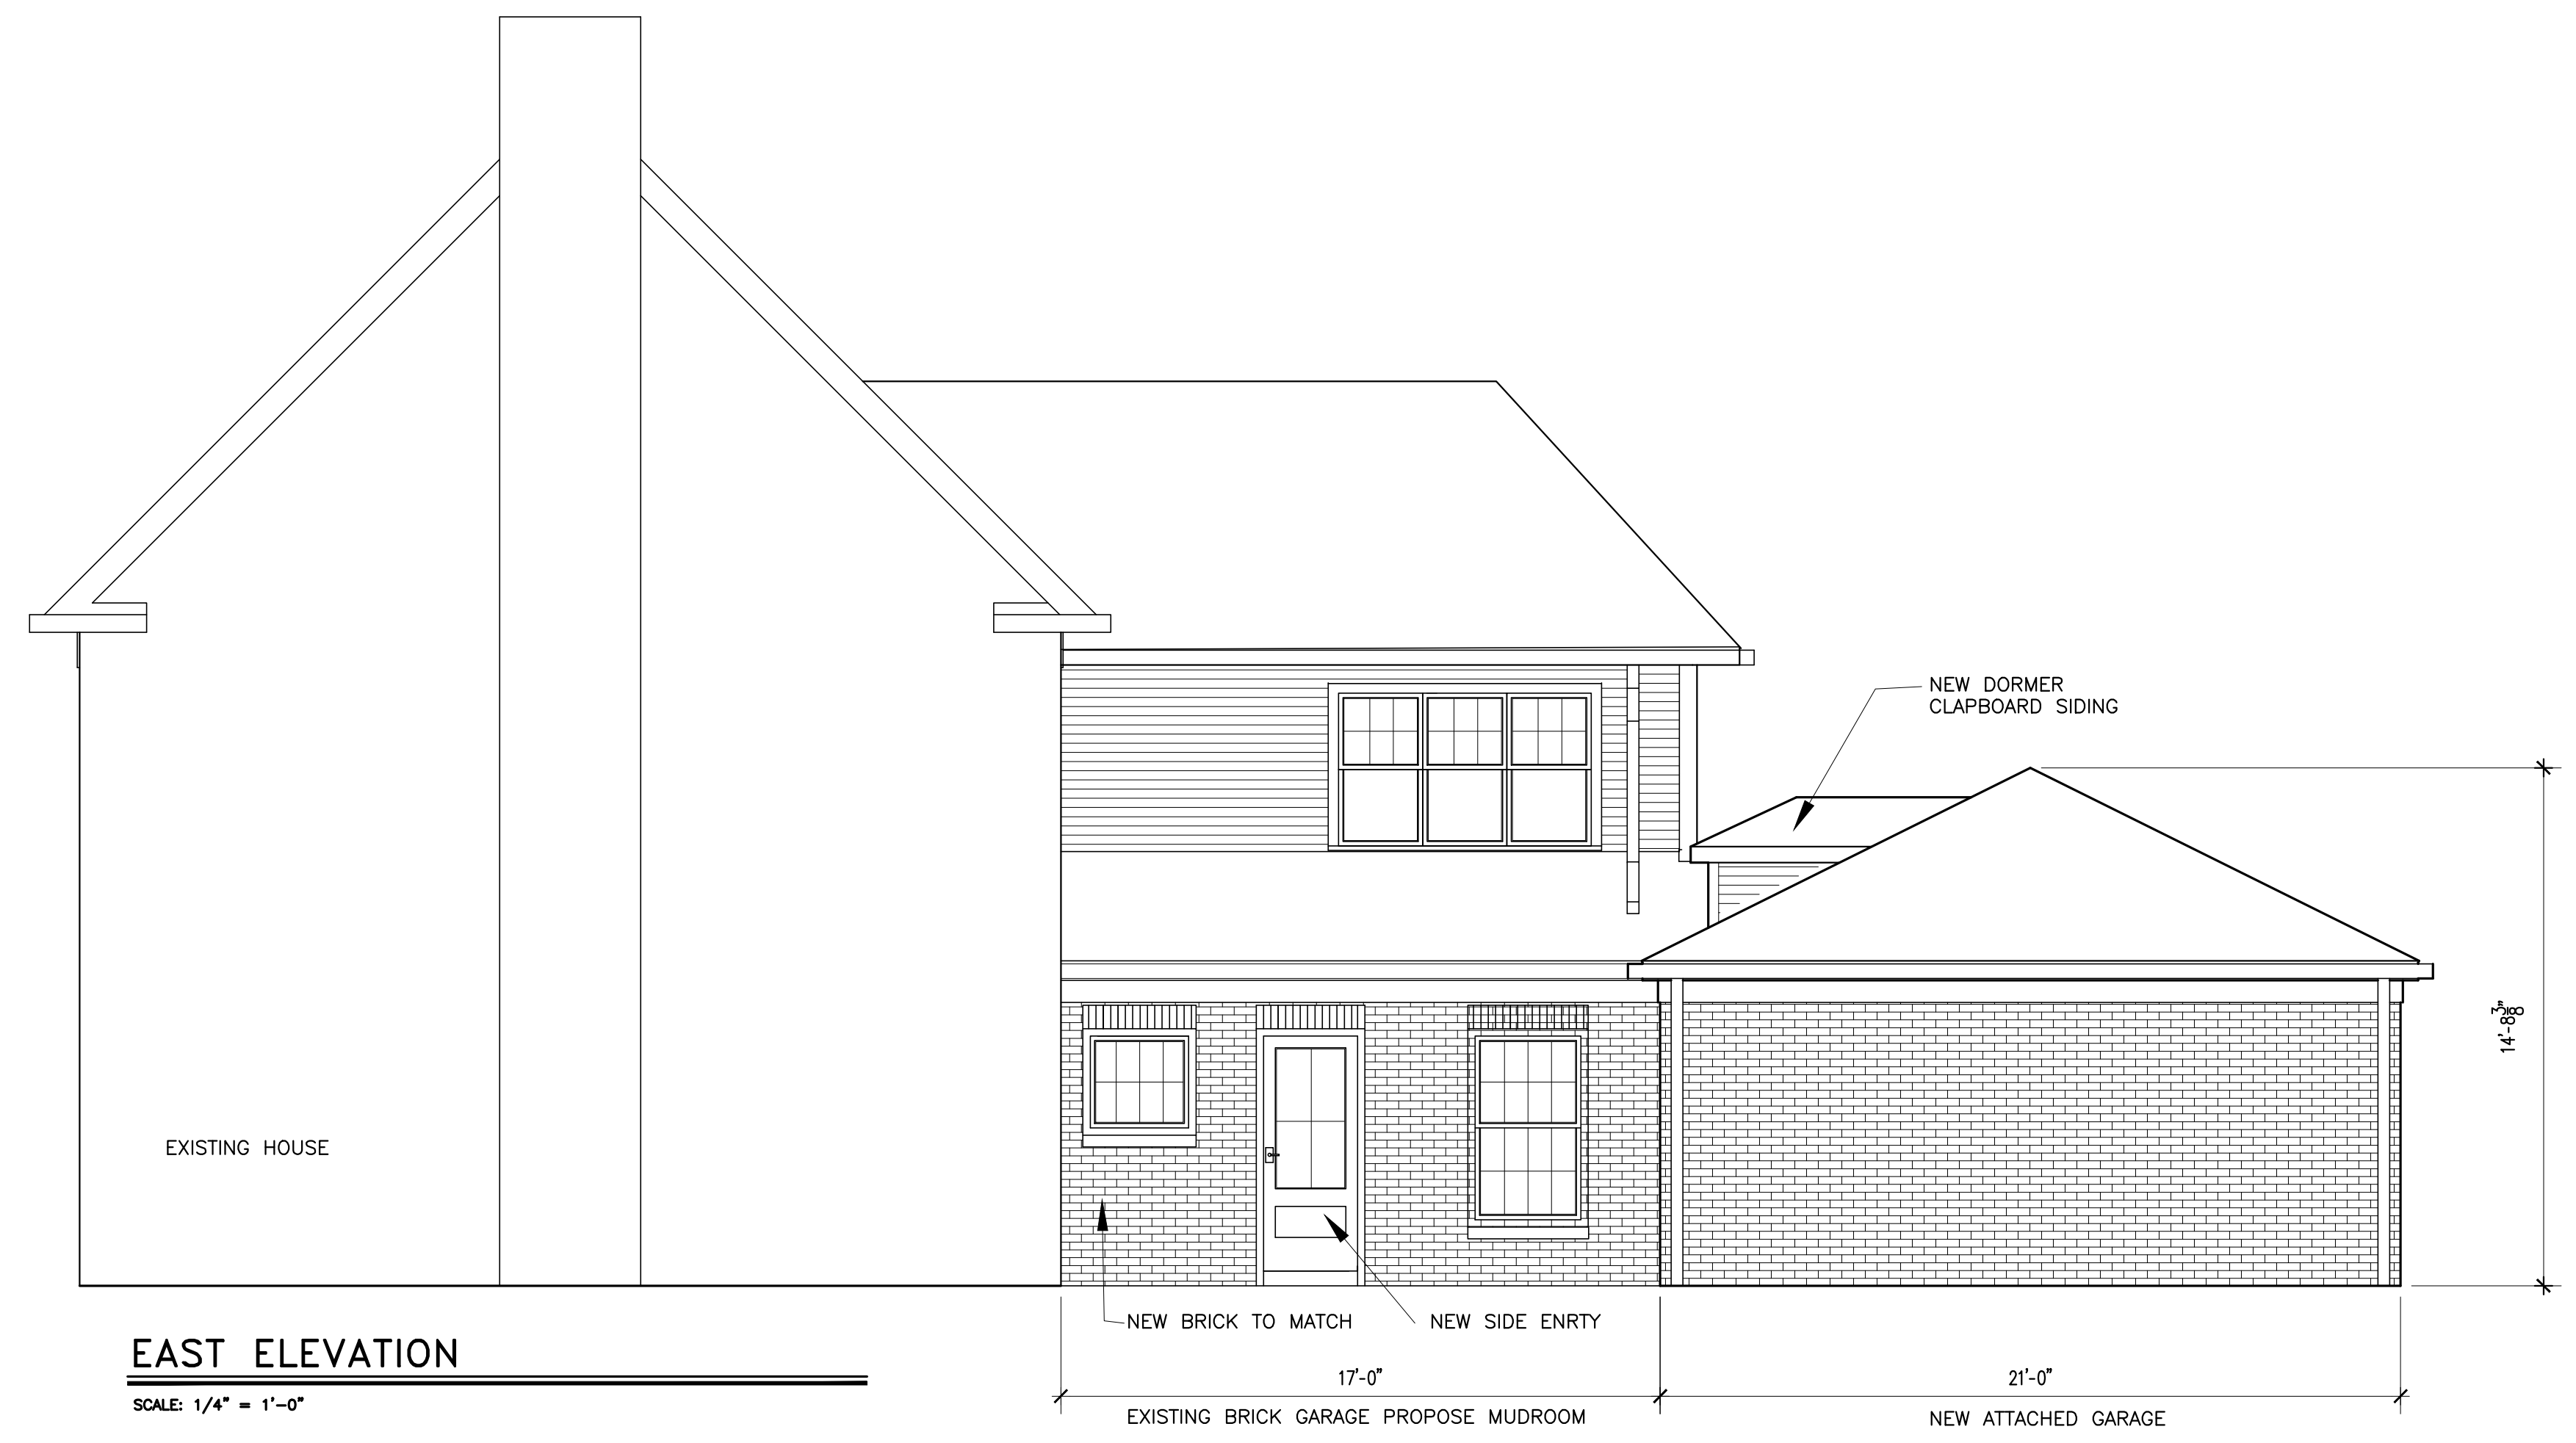 NEW DORMER
CLAPBOARD SIDING
14'-8 3/8"
EXISTING HOUSE
NEW BRICK TO MATCH
NEW SIDE ENRTY
EAST ELEVATION
SCALE: 1/4" = 1'-0"
17'-0"
21'-0"
EXISTING BRICK GARAGE PROPOSE MUDROOM
NEW ATTACHED GARAGE